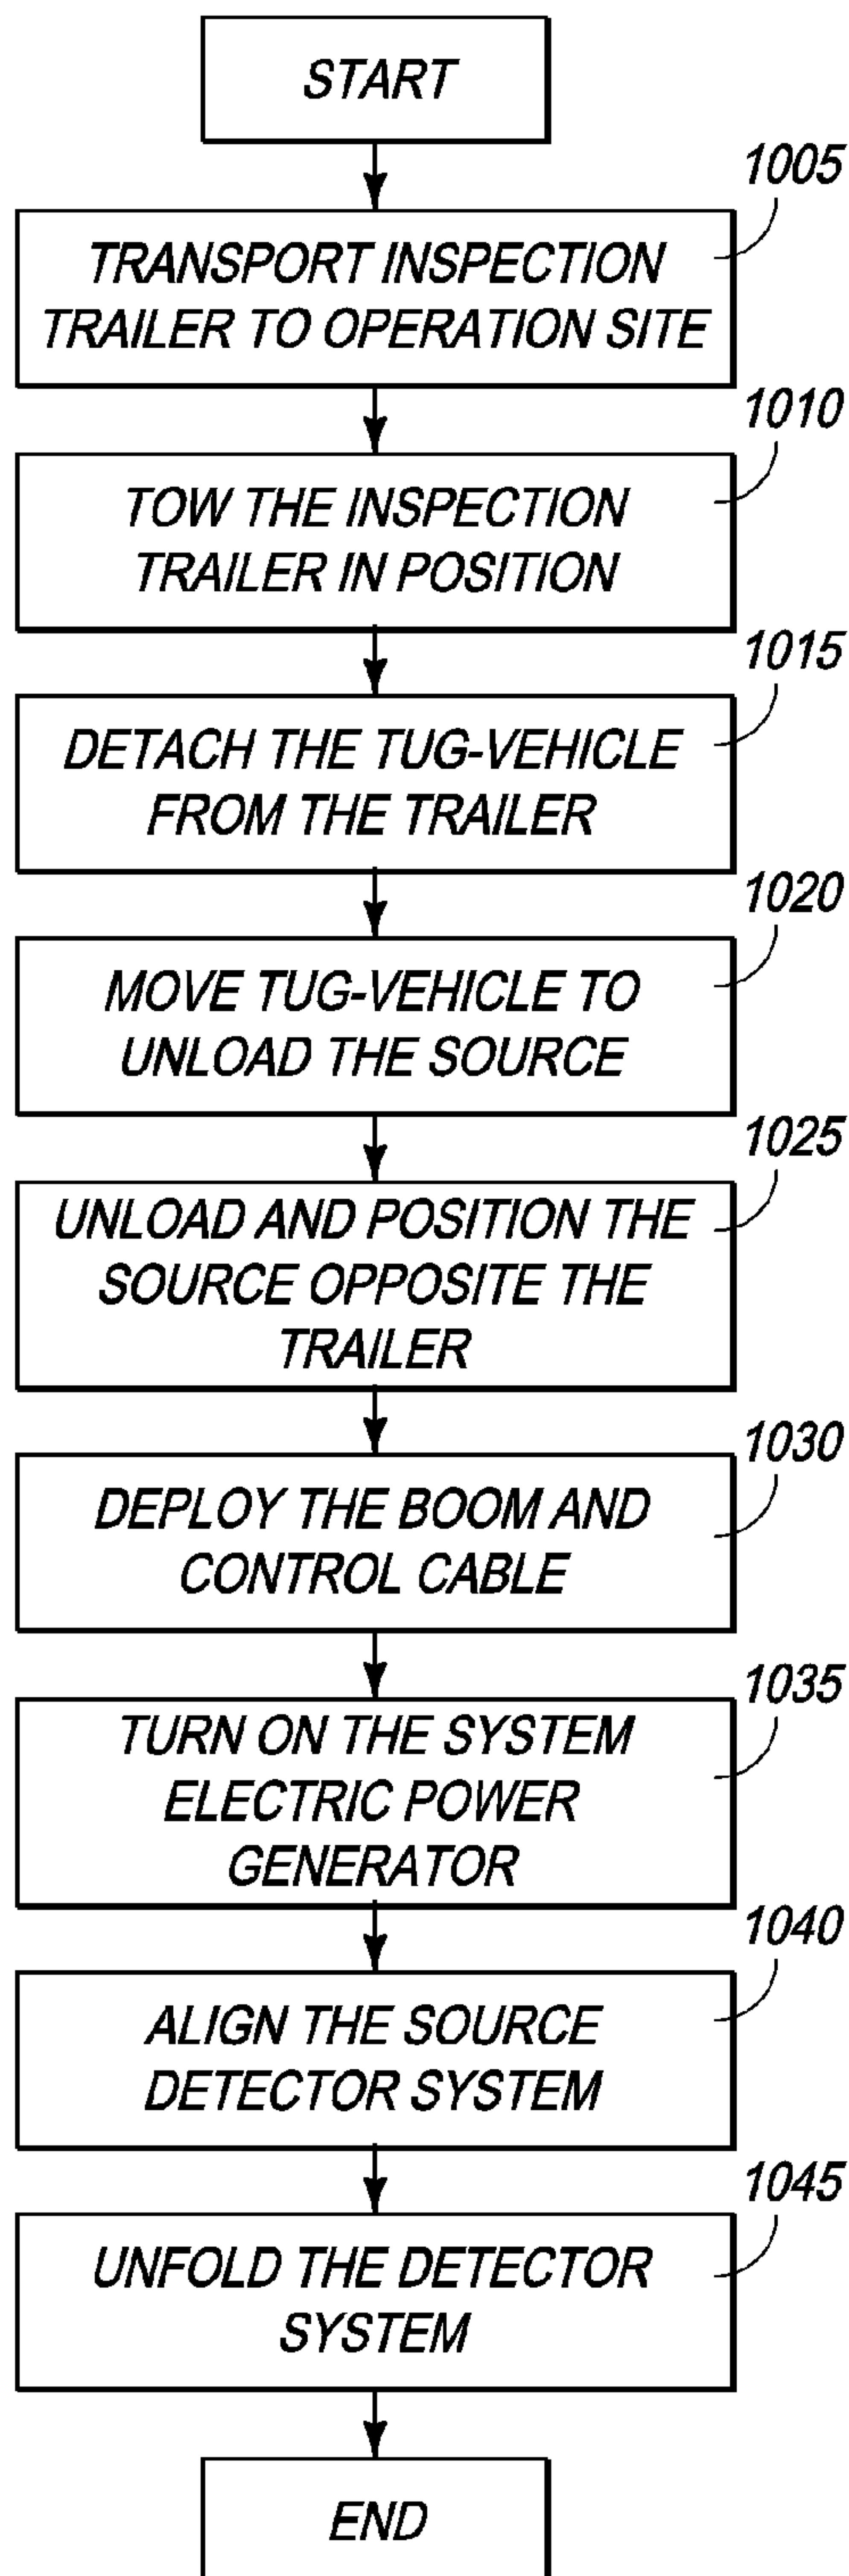 START
1005
TRANSPORT INSPECTION
TRAILER TO OPERATION SITE
1010
TOW THE INSPECTION
TRAILER IN POSITION
1015
DETACH THE TUG-VEHICLE
FROM THE TRAILER
1020
MOVE TUG-VEHICLE TO
UNLOAD THE SOURCE
1025
UNLOAD AND POSITION THE
SOURCE OPPOSITE THE
TRAILER
1030
DEPLOY THE BOOM AND
CONTROL CABLE
1035
TURN ON THE SYSTEM
ELECTRIC POWER
GENERATOR
1040
ALIGN THE SOURCE
DETECTOR SYSTEM
1045
UNFOLD THE DETECTOR
SYSTEM
END